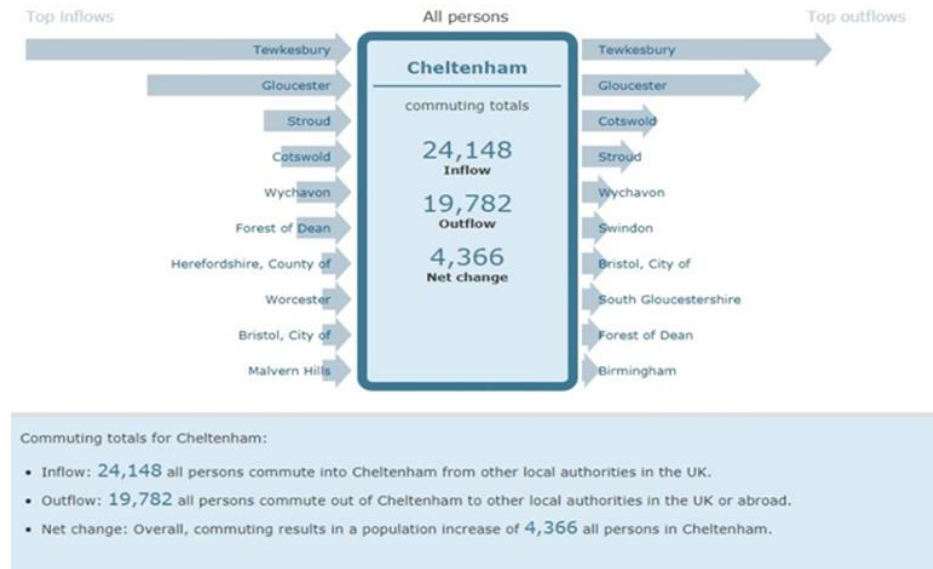 Top Inflows
All persons
Top outflows
Tewkesbury
Gloucester
Stroud
Cotswold
Wychavon
Forest of Dean
Herefordshire, County of
Worcester
Bristol, City of
Malvern Hills
Cheltenham
commuting totals
24,148
Inflow
19,782
Outflow
4,366
Net change
Tewkesbury
Gloucester
Cotswold
Stroud
Wychavon
Swindon
Bristol, City of
South Gloucestershire
Forest of Dean
Birmingham
Commuting totals for Cheltenham:
• Inflow: 24,148 all persons commute into Cheltenham from other local authorities in the UK.
• Outflow: 19,782 all persons commute out of Cheltenham to other local authorities in the UK or abroad.
• Net change: Overall, commuting results in a population increase of 4,366 all persons in Cheltenham.